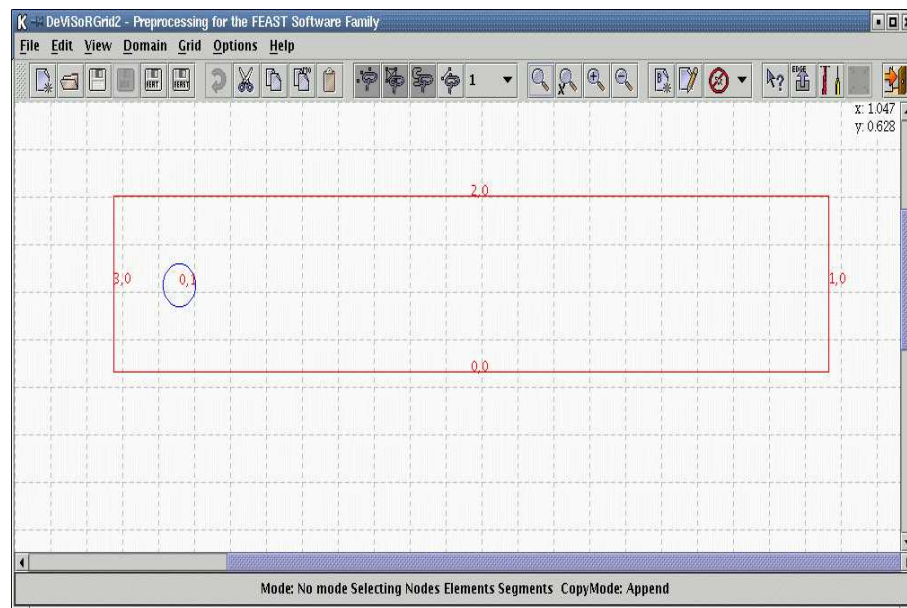 DeViSoRGrid2 - Preprocessing for the FEAST Software Family
File Edit View Domain Grid Options Help
1
x: 1.047
y: 0.628
2,0
3,0
0,1
1,0
0,0
Mode: No mode Selecting Nodes Elements Segments CopyMode: Append